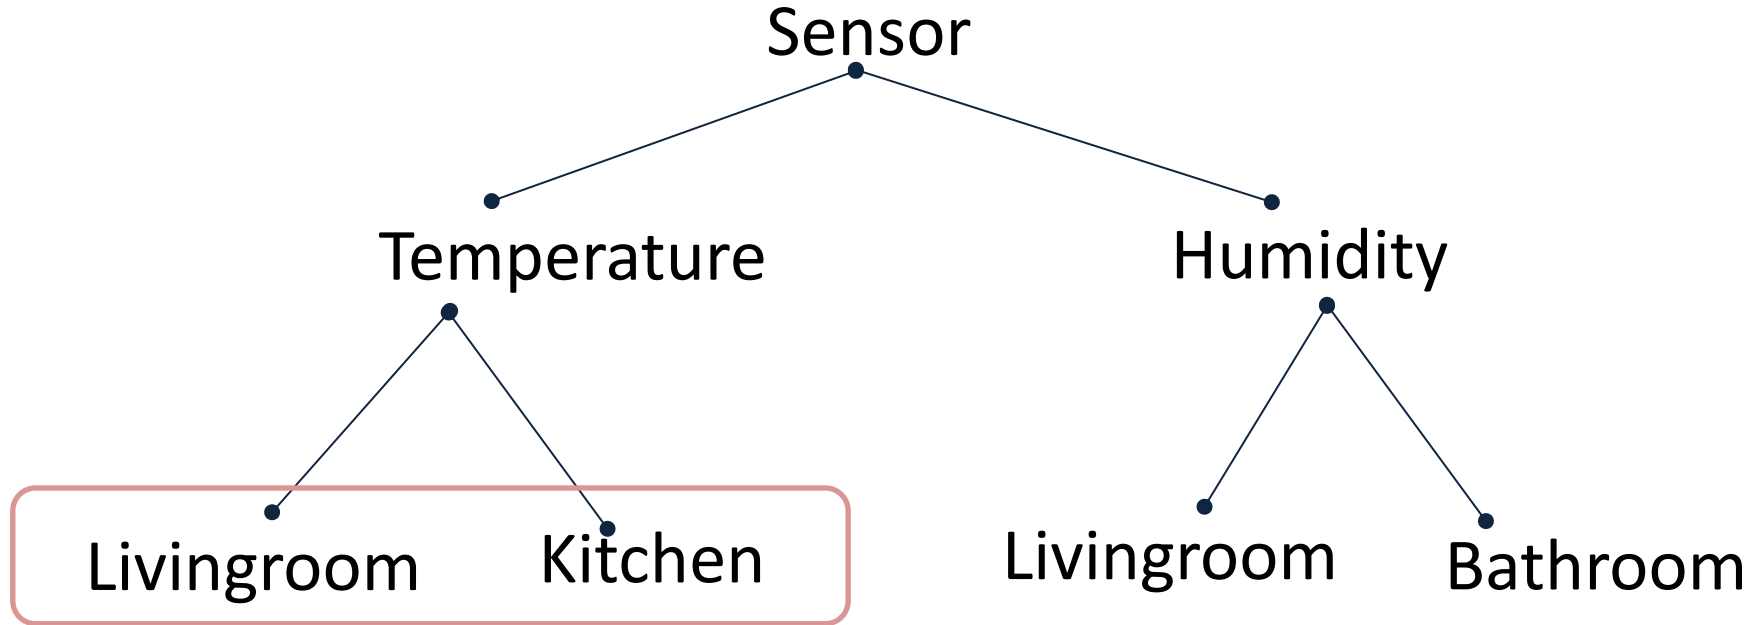 Sensor
Temperature
Humidity
Livingroom
Kitchen
Livingroom
Bathroom